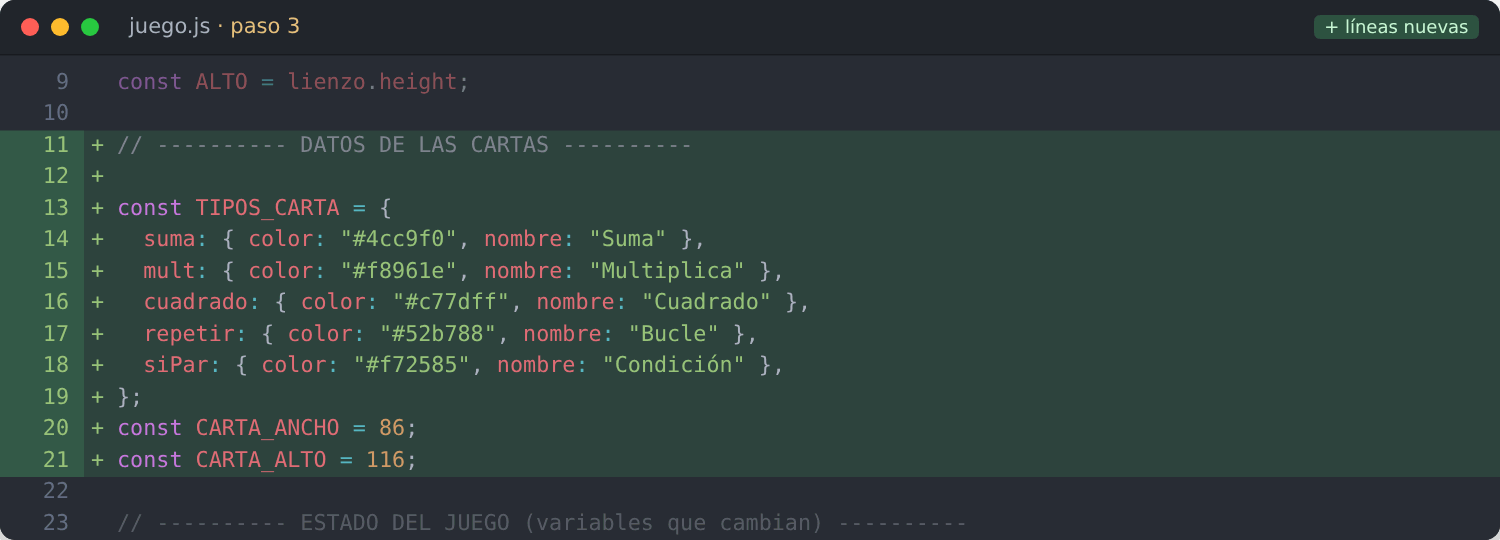 juego.js · paso 3
+ líneas nuevas
9 const ALTO = lienzo.height;
10
11 + // ---------- DATOS DE LAS CARTAS ----------
12 +
13 + const TIPOS_CARTA = {
14 +   suma: { color: "#4cc9f0", nombre: "Suma" },
15 +   mult: { color: "#f8961e", nombre: "Multiplica" },
16 +   cuadrado: { color: "#c77dff", nombre: "Cuadrado" },
17 +   repetir: { color: "#52b788", nombre: "Bucle" },
18 +   siPar: { color: "#f72585", nombre: "Condición" },
19 + };
20 + const CARTA_ANCHO = 86;
21 + const CARTA_ALTO = 116;
22
23 // ---------- ESTADO DEL JUEGO (variables que cambian) ----------